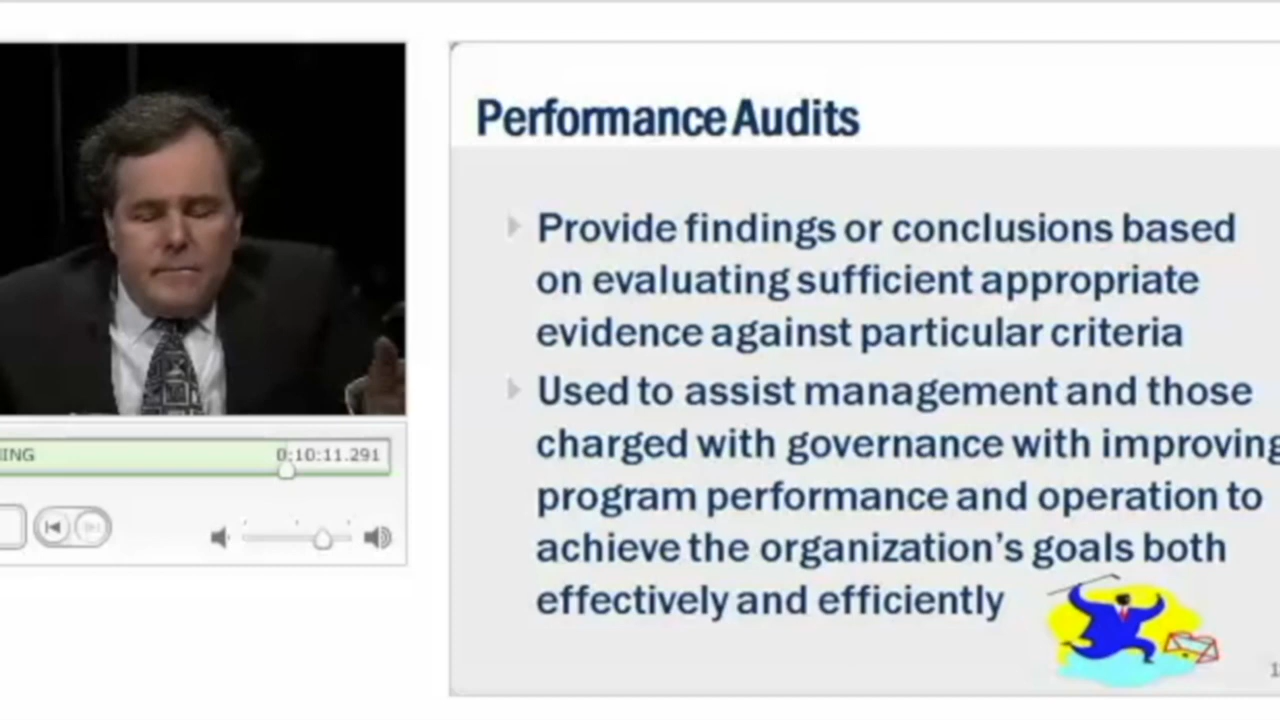 Performance Audits
Provide findings or conclusions based
on evaluating sufficient appropriate
evidence against particular criteria
Used to assist management and those
charged with governance with improving
program performance and operation to
achieve the organization's goals both
effectively and efficiently
0:10:11.291